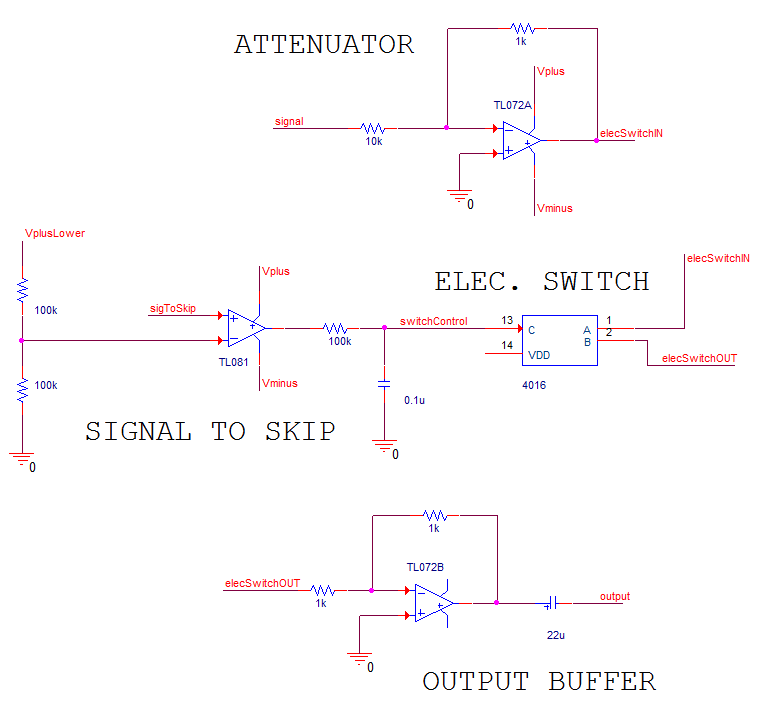 ATTENUATOR
1k
Vplus
TL072A
signal
10k
elecSwitchIN
0
Vminus
VplusLower
100k
sigToSkip
Vplus
TL081
Vminus
100k
100k
0
SIGNAL TO SKIP
0.1u
0
ELEC. SWITCH
switchControl
13
C
14
VDD
4016
A
B
1
2
elecSwitchIN
elecSwitchOUT
1k
TL072B
elecSwitchOUT
1k
0
22u
output
OUTPUT BUFFER